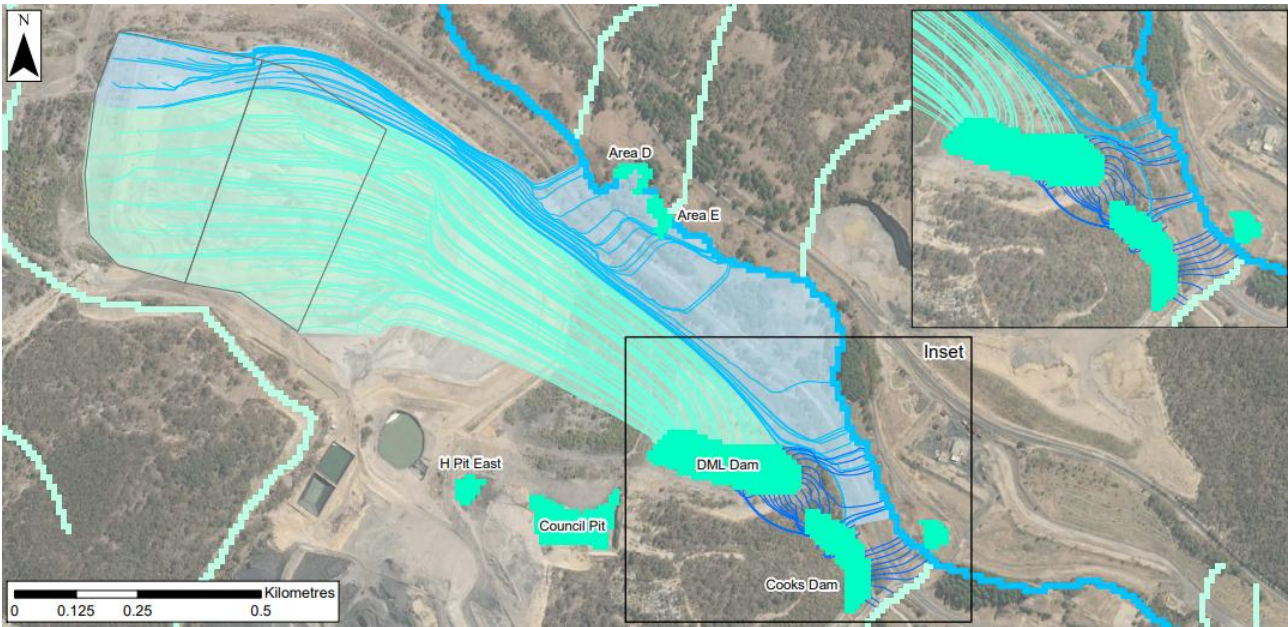 N
Area D
Area E
Inset
DML Dam
H Pit East
Council Pit
Cooks Dam
Kilometres
0 0.125 0.25 0.5